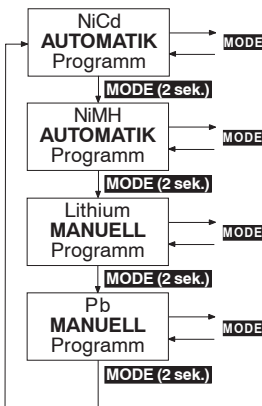 NiCd
AUTOMATIK
Programm
MODE
MODE (2 sek.)
NiMH
AUTOMATIK
Programm
MODE
MODE (2 sek.)
Lithium
MANUELL
Programm
MODE
MODE (2 sek.)
Pb
MANUELL
Programm
MODE
MODE (2 sek.)